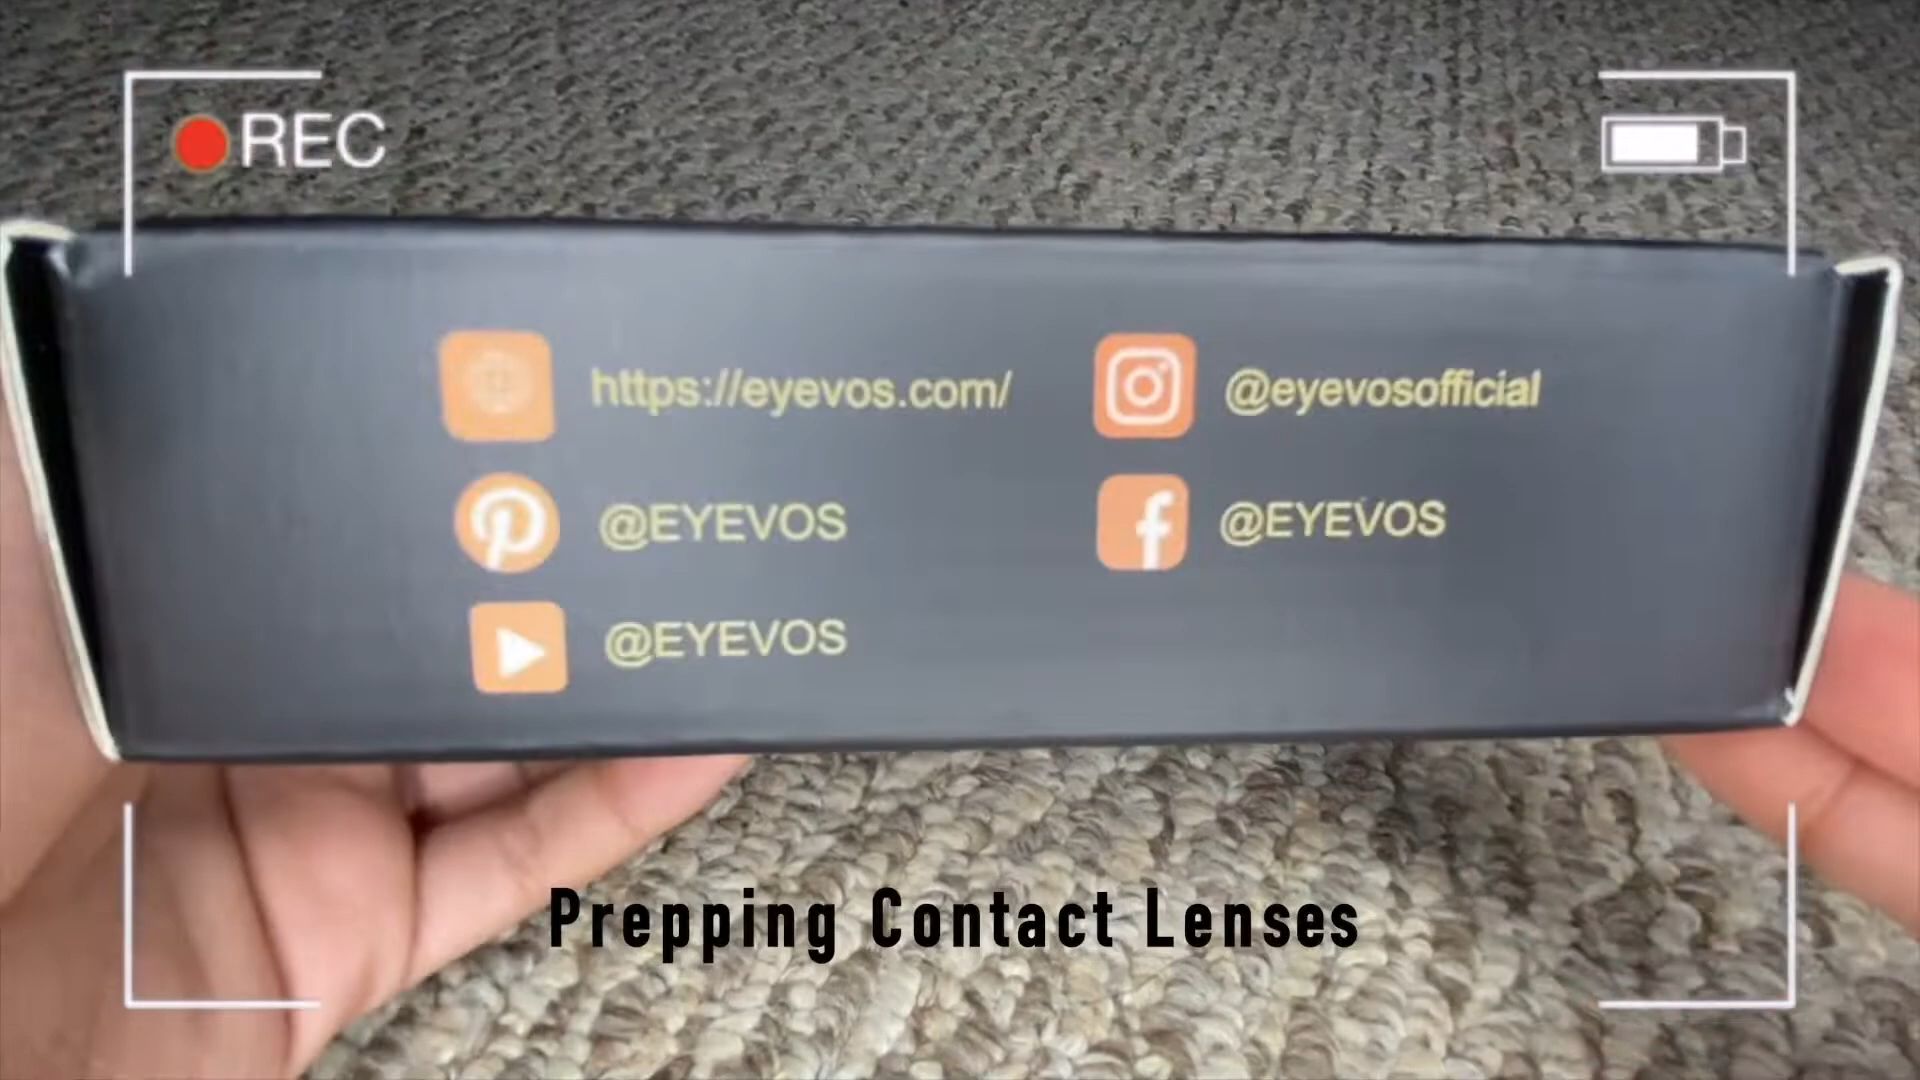 REC
https://eyevos.com/
@eyevosofficial
@EYEVOS
@EYEVOS
@EYEVOS
Prepping Contact Lenses